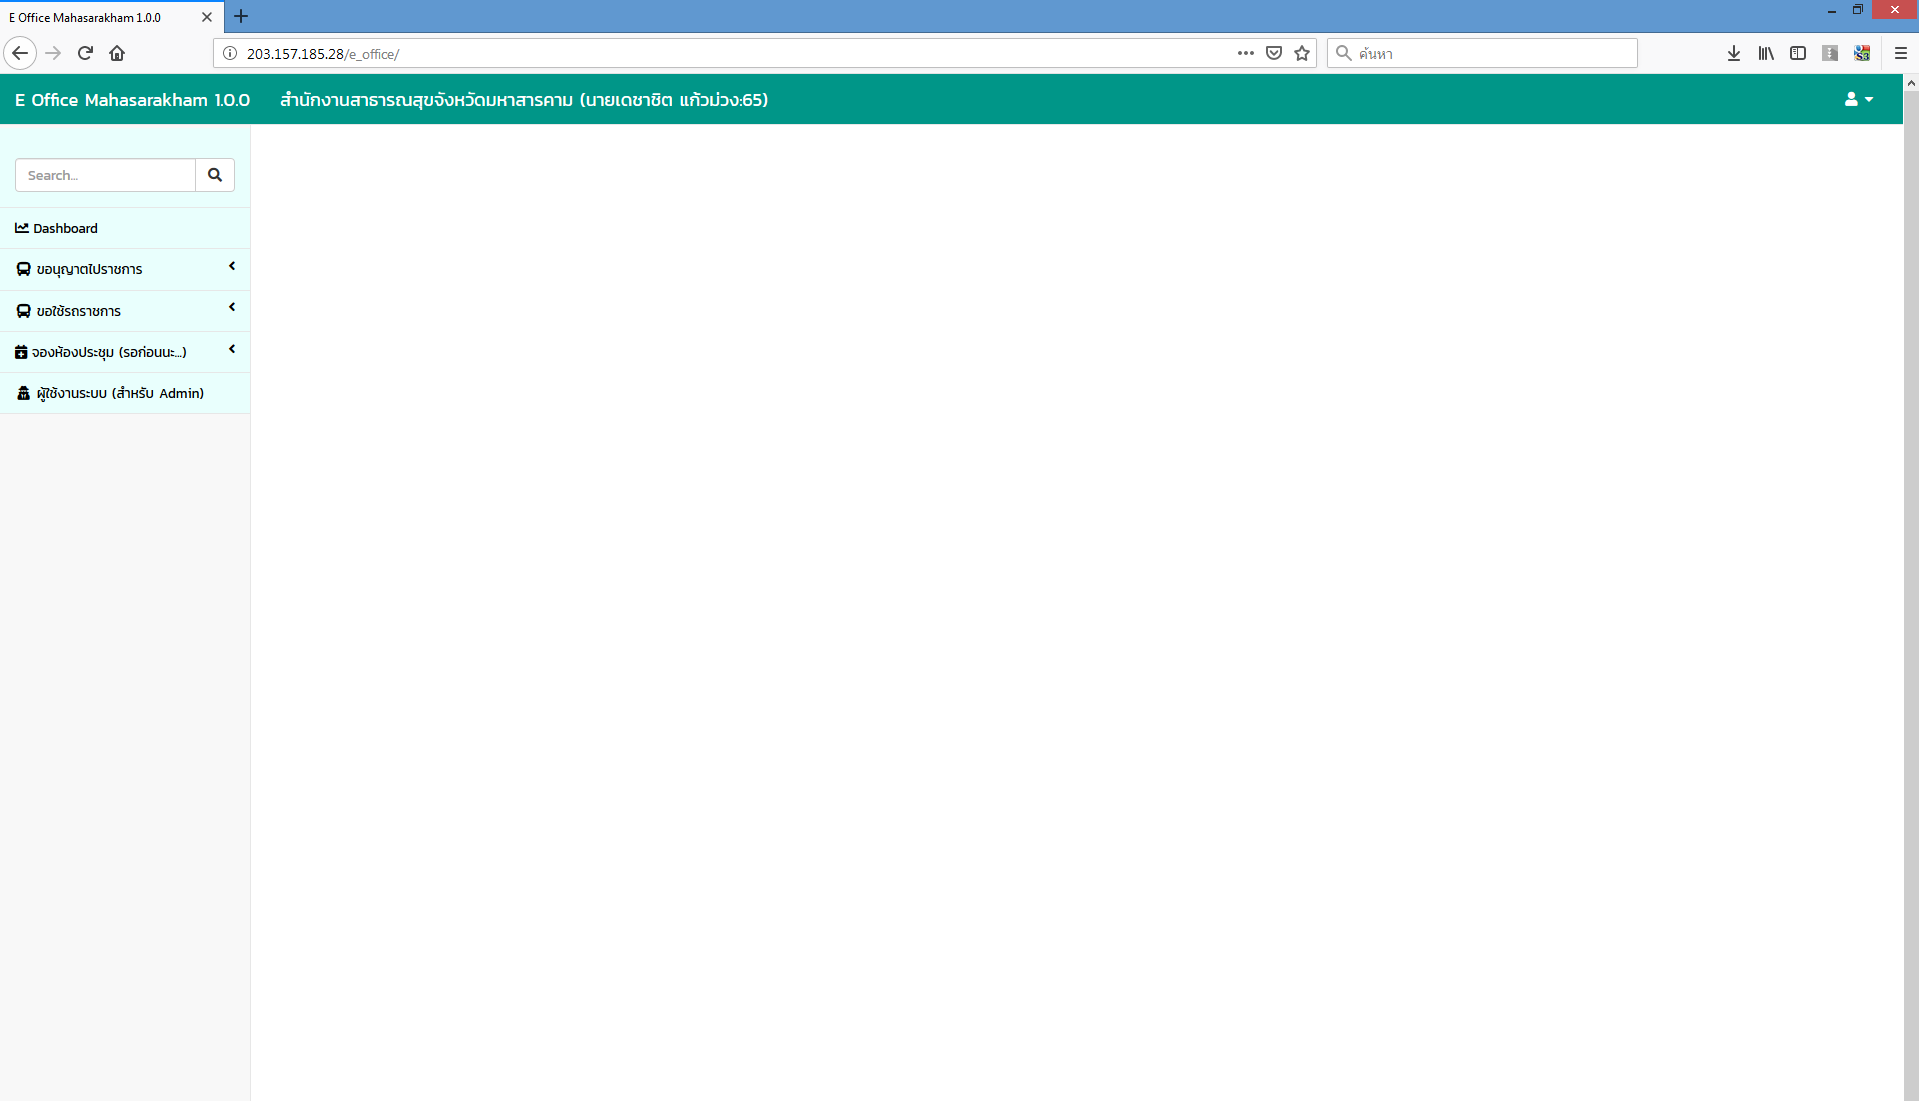 E Office Mahasarakham 1.0.0
203.157.185.28/e_office/
ค้นหา
E Office Mahasarakham 1.0.0 สำนักงานสาธารณสุขจังหวัดมหาสารคาม (นายเดชาชิต แก้วม่วง:65)
Search...
Dashboard
ขอนุญาตไปราชการ
ขอใช้รถราชการ
จองห้องประชุม (รอก่อนนะ...)
ผู้ใช้งานระบบ (สำหรับ Admin)